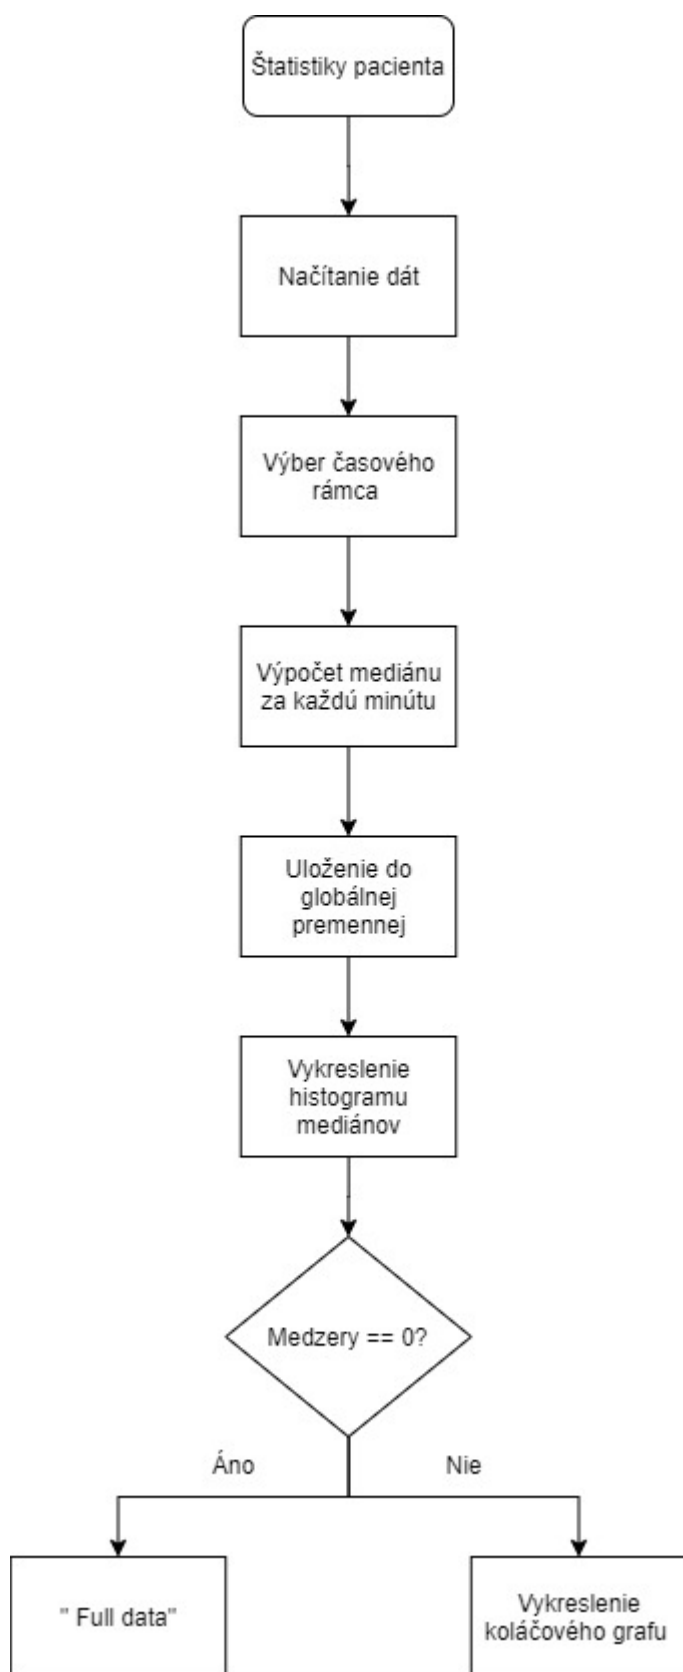 Štatistiky pacienta
Načítanie dát
Výber časového
rámca
Výpočet mediánu
za každú minútu
Uloženie do
globálnej
premennej
Vykreslenie
histogramu
mediánov
Medzery == 0?
Áno
Nie
" Full data"
Vykreslenie
koláčového grafu